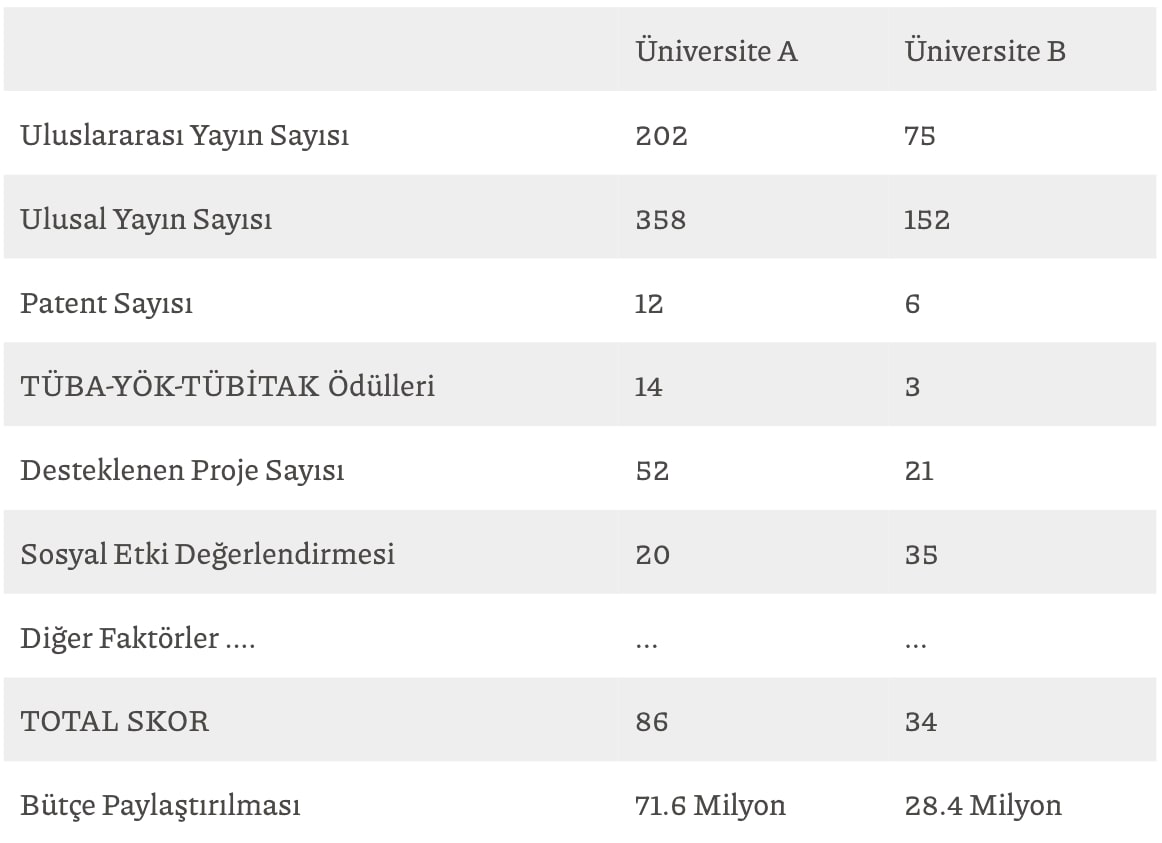 Üniversite A Üniversite B
Uluslararası Yayın Sayısı 202 75
Ulusal Yayın Sayısı 358 152
Patent Sayısı 12 6
TÜBA-YÖK-TÜBİTAK Ödülleri 14 3
Desteklenen Proje Sayısı 52 21
Sosyal Etki Değerlendirmesi 20 35
Diğer Faktörler .... ... ...
TOTAL SKOR 86 34
Bütçe Paylaştırılması 71.6 Milyon 28.4 Milyon